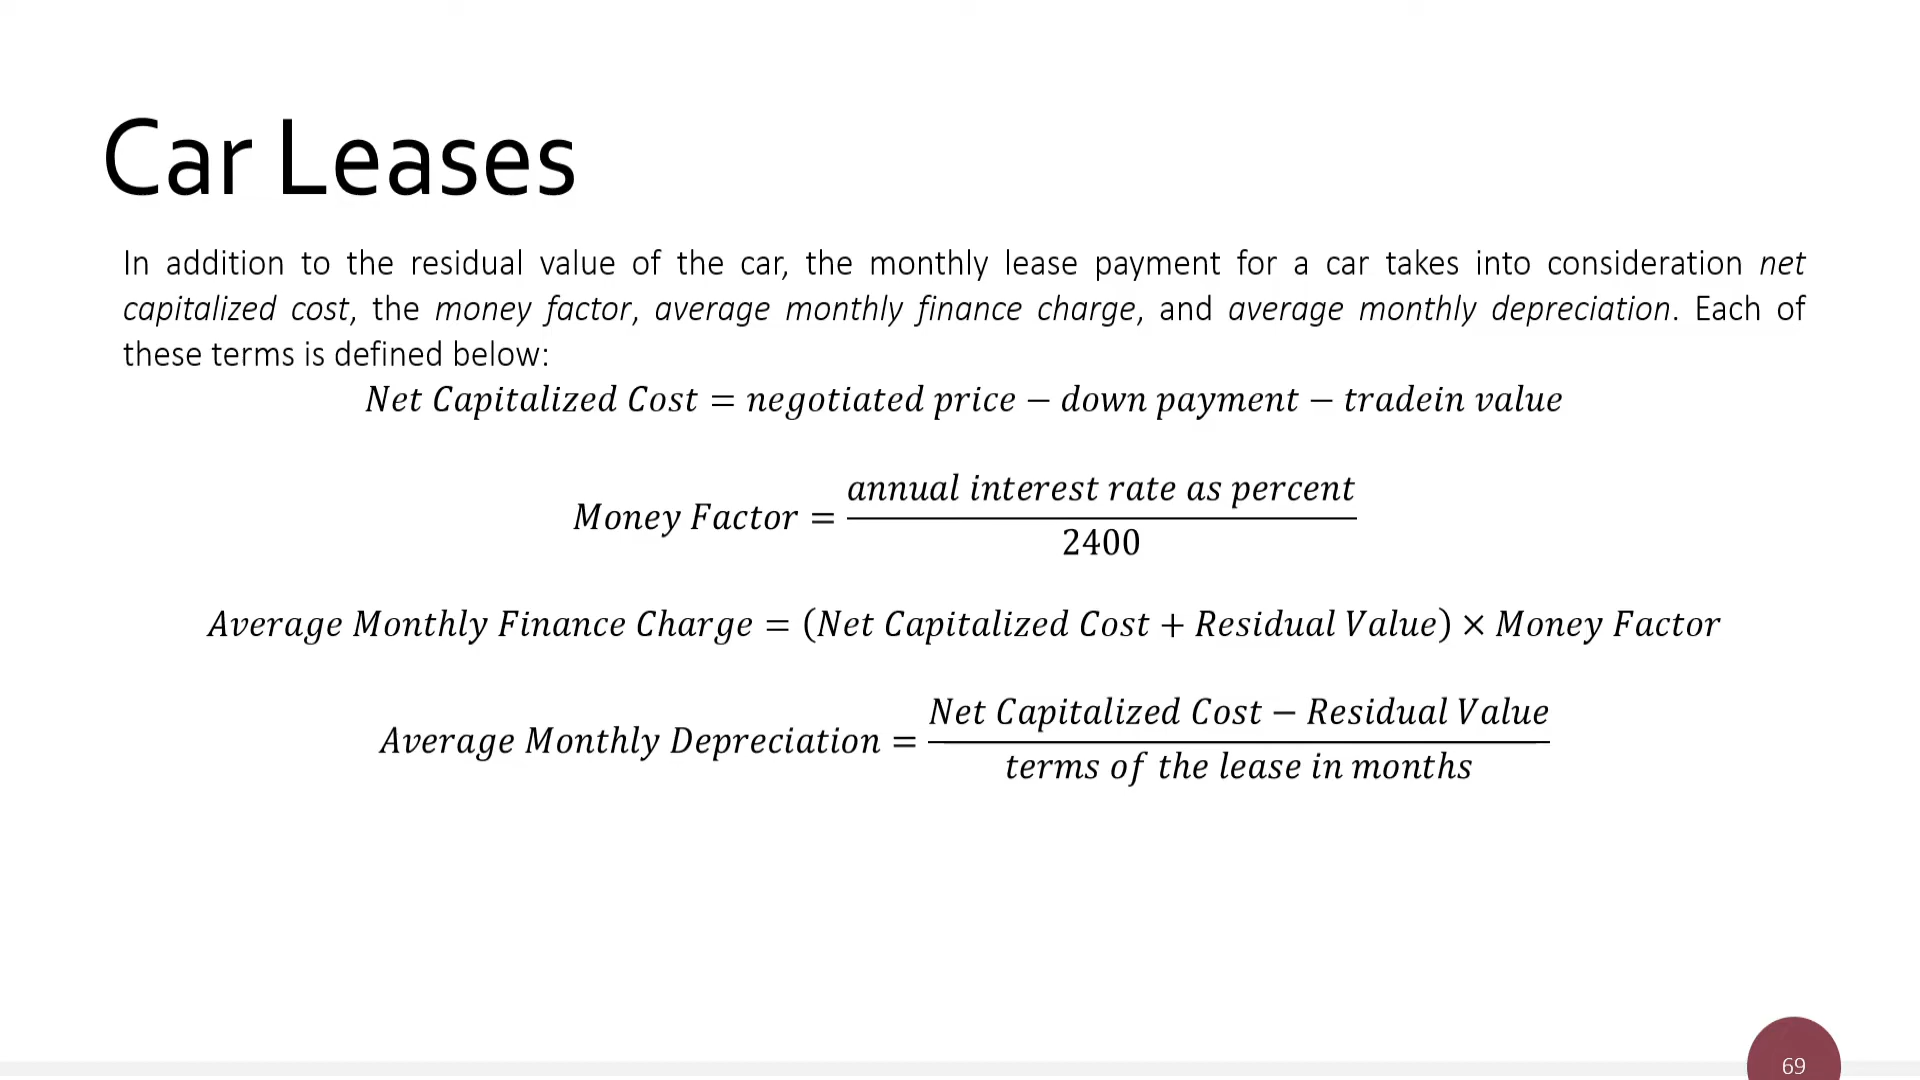 Car Leases
In addition to the residual value of the car, the monthly lease payment for a car takes into consideration net
capitalized cost, the money factor, average monthly finance charge, and average monthly depreciation. Each of
these terms is defined below:
Net Capitalized Cost = negotiated price − down payment − tradein value
Money Factor = annual interest rate as percent / 2400
Average Monthly Finance Charge = (Net Capitalized Cost + Residual Value) × Money Factor
Average Monthly Depreciation = Net Capitalized Cost − Residual Value / terms of the lease in months
69